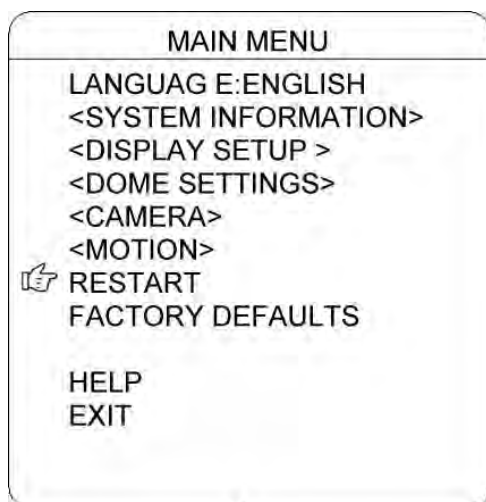 MAIN MENU
LANGUAG E:ENGLISH
<SYSTEM INFORMATION>
<DISPLAY SETUP >
<DOME SETTINGS>
<CAMERA>
<MOTION>
RESTART
FACTORY DEFAULTS
HELP
EXIT